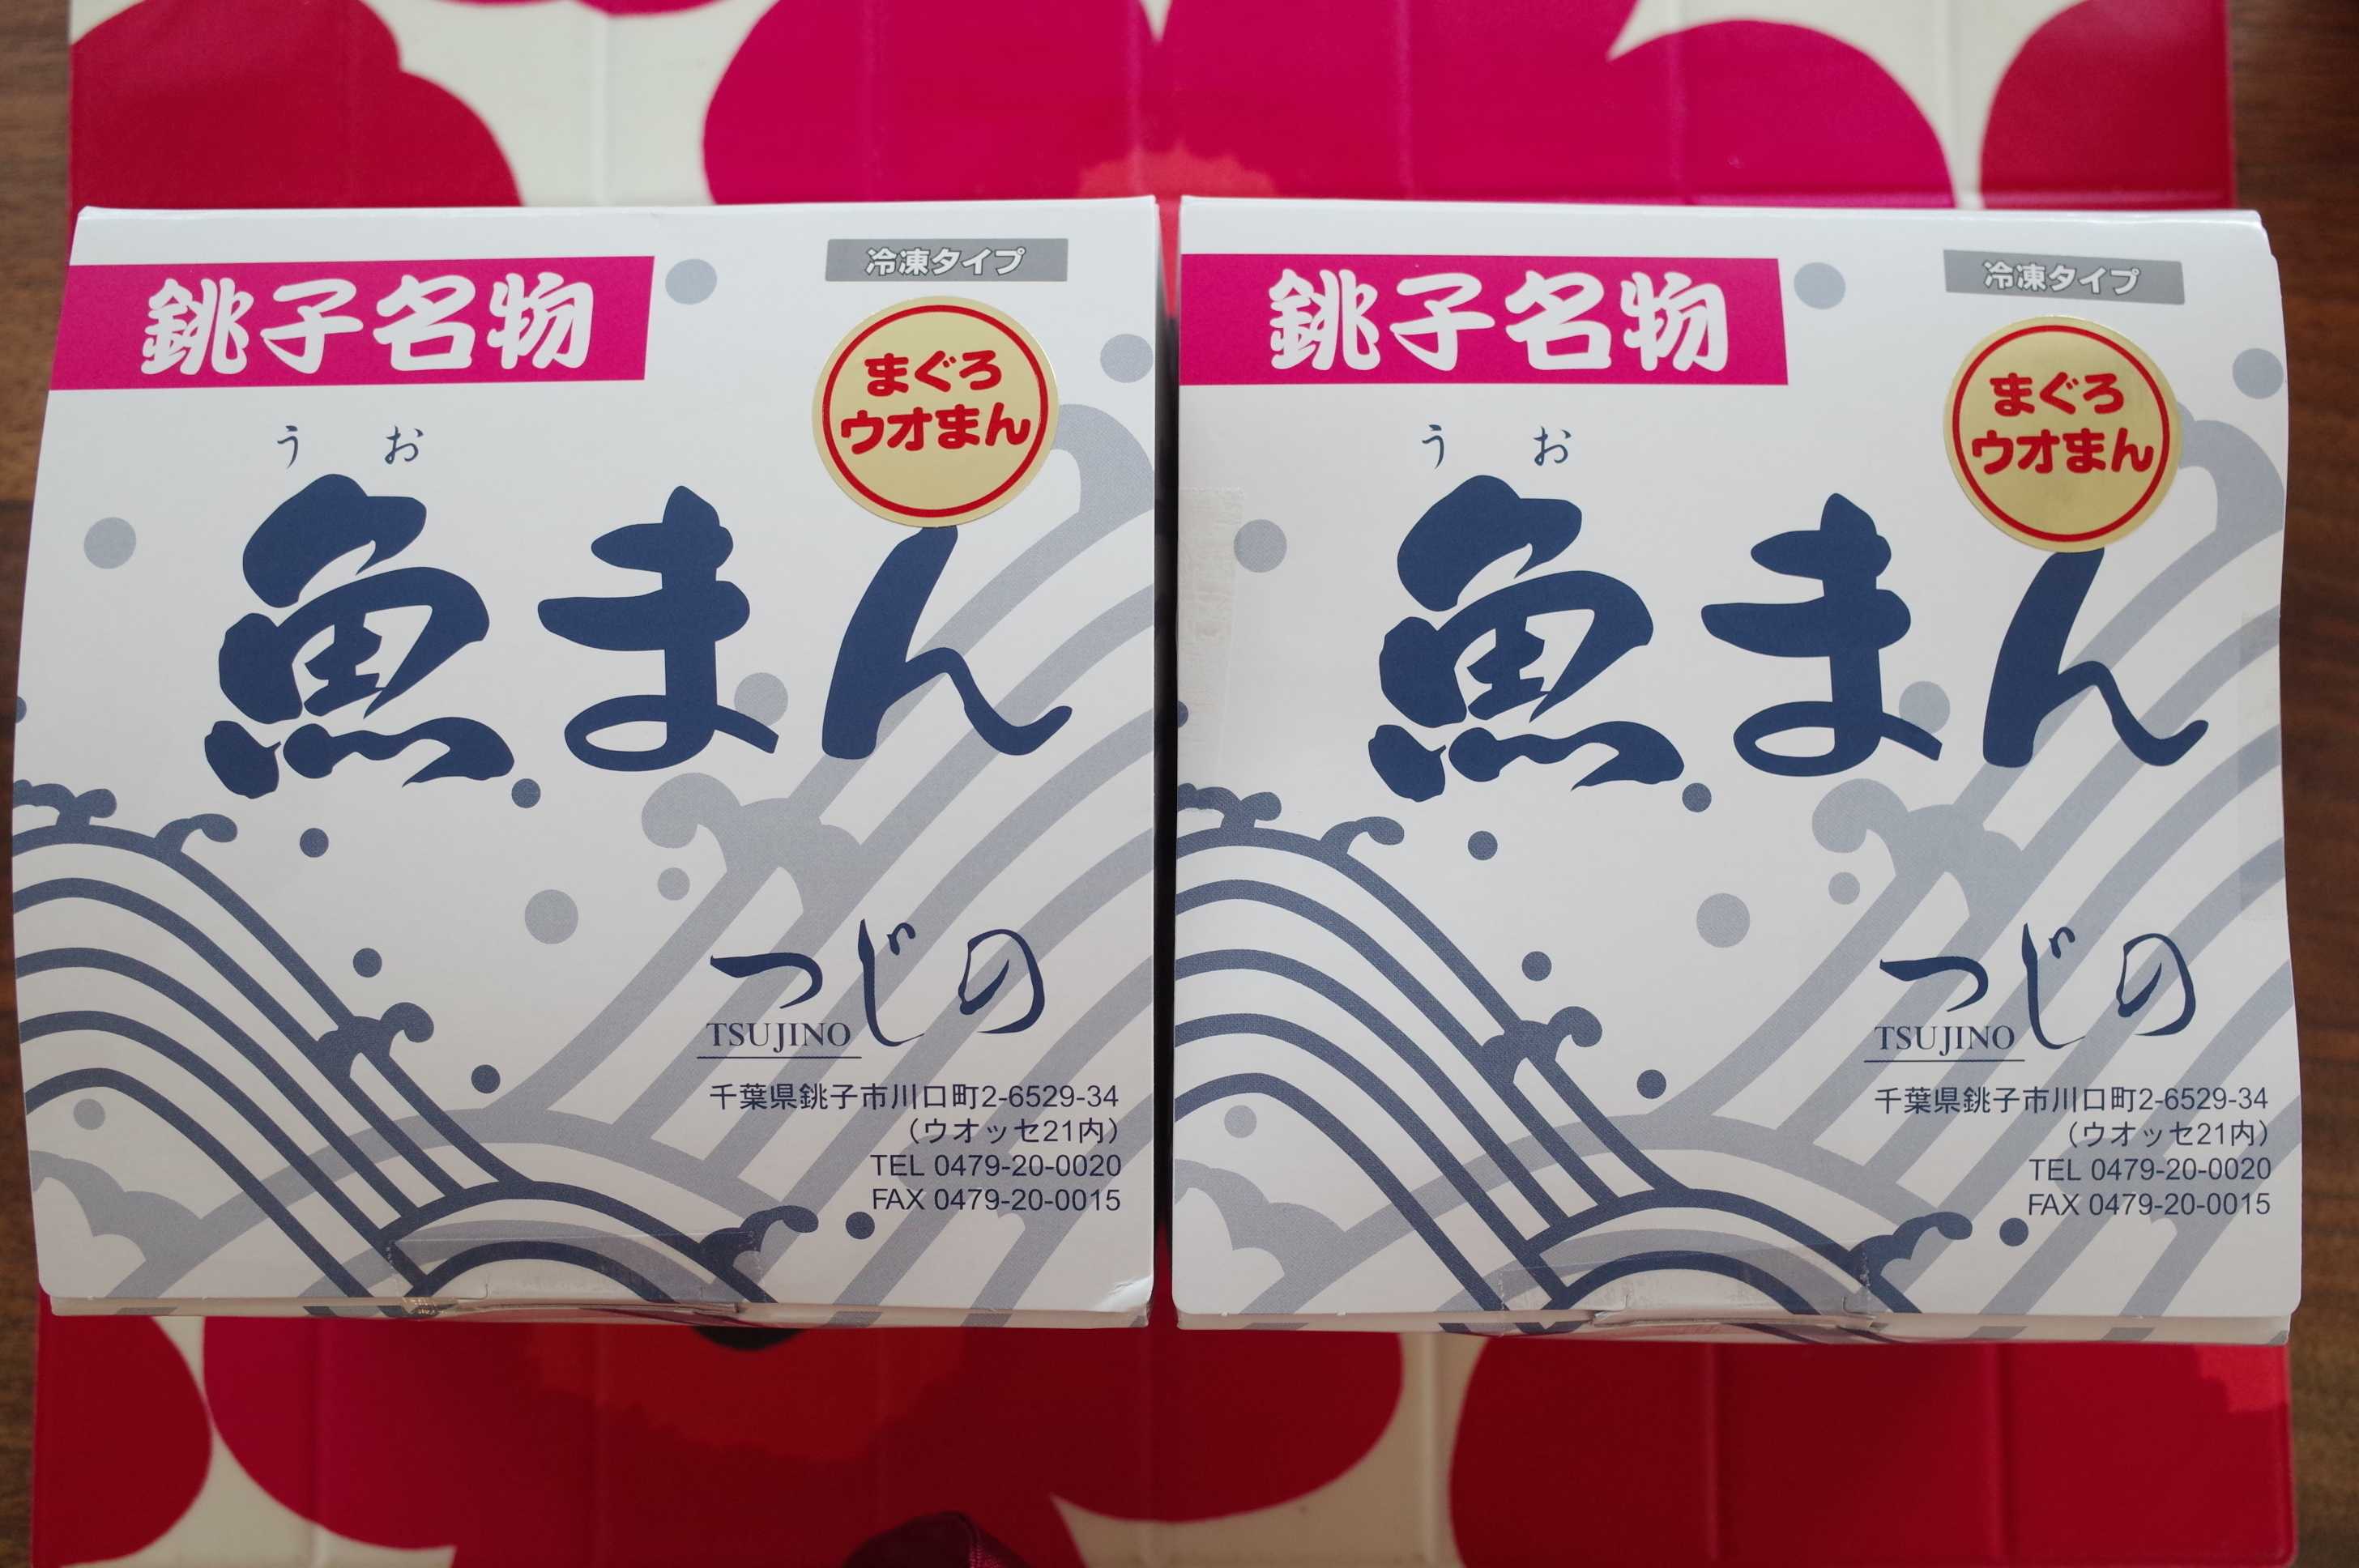 冷凍タイプ
銚子名物
まぐろ
ウオまん
うお
魚まん
つじの
TSUJINO
千葉県銚子市川口町2-6529-34
（ウオッセ21内）
TEL 0479-20-0020
FAX 0479-20-0015
冷凍タイプ
銚子名物
まぐろ
ウオまん
うお
魚まん
つじの
TSUJINO
千葉県銚子市川口町2-6529-34
（ウオッセ21内）
TEL 0479-20-0020
FAX 0479-20-0015